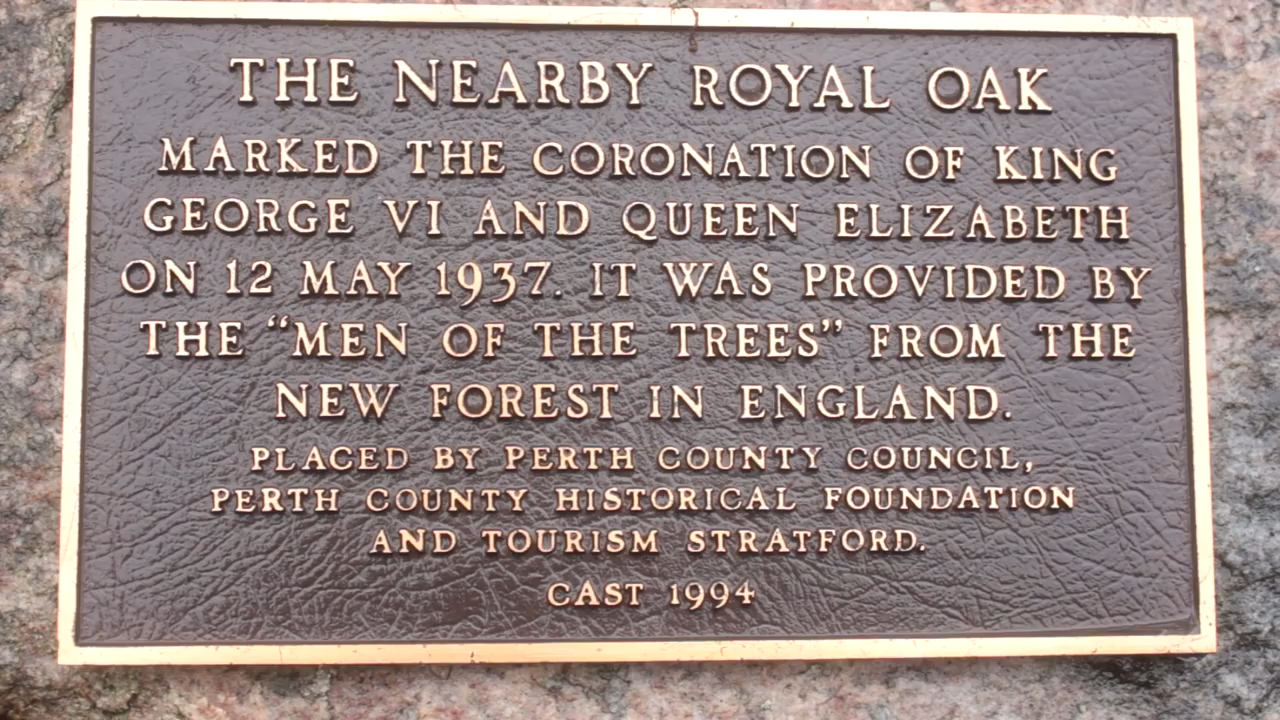 THE NEARBY ROYAL OAK
MARKED THE CORONATION OF KING
GEORGE VI AND QUEEN ELIZABETH
ON 12 MAY 1937. IT WAS PROVIDED BY
THE “MEN OF THE TREES” FROM THE
NEW FOREST IN ENGLAND.
PLACED BY PERTH COUNTY COUNCIL,
PERTH COUNTY HISTORICAL FOUNDATION
AND TOURISM STRATFORD.
CAST 1994